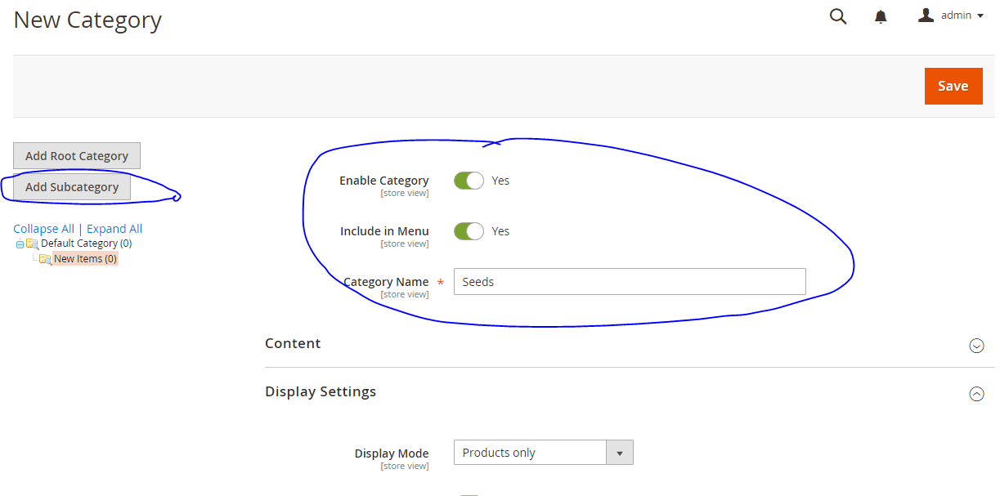 New Category
admin
Save
Add Root Category
Add Subcategory
Collapse All | Expand All
Default Category (0)
New Items (0)
Enable Category
[store view]
Yes
Include in Menu
[store view]
Yes
Category Name *
[store view]
Seeds
Content
Display Settings
Display Mode
[store view]
Products only